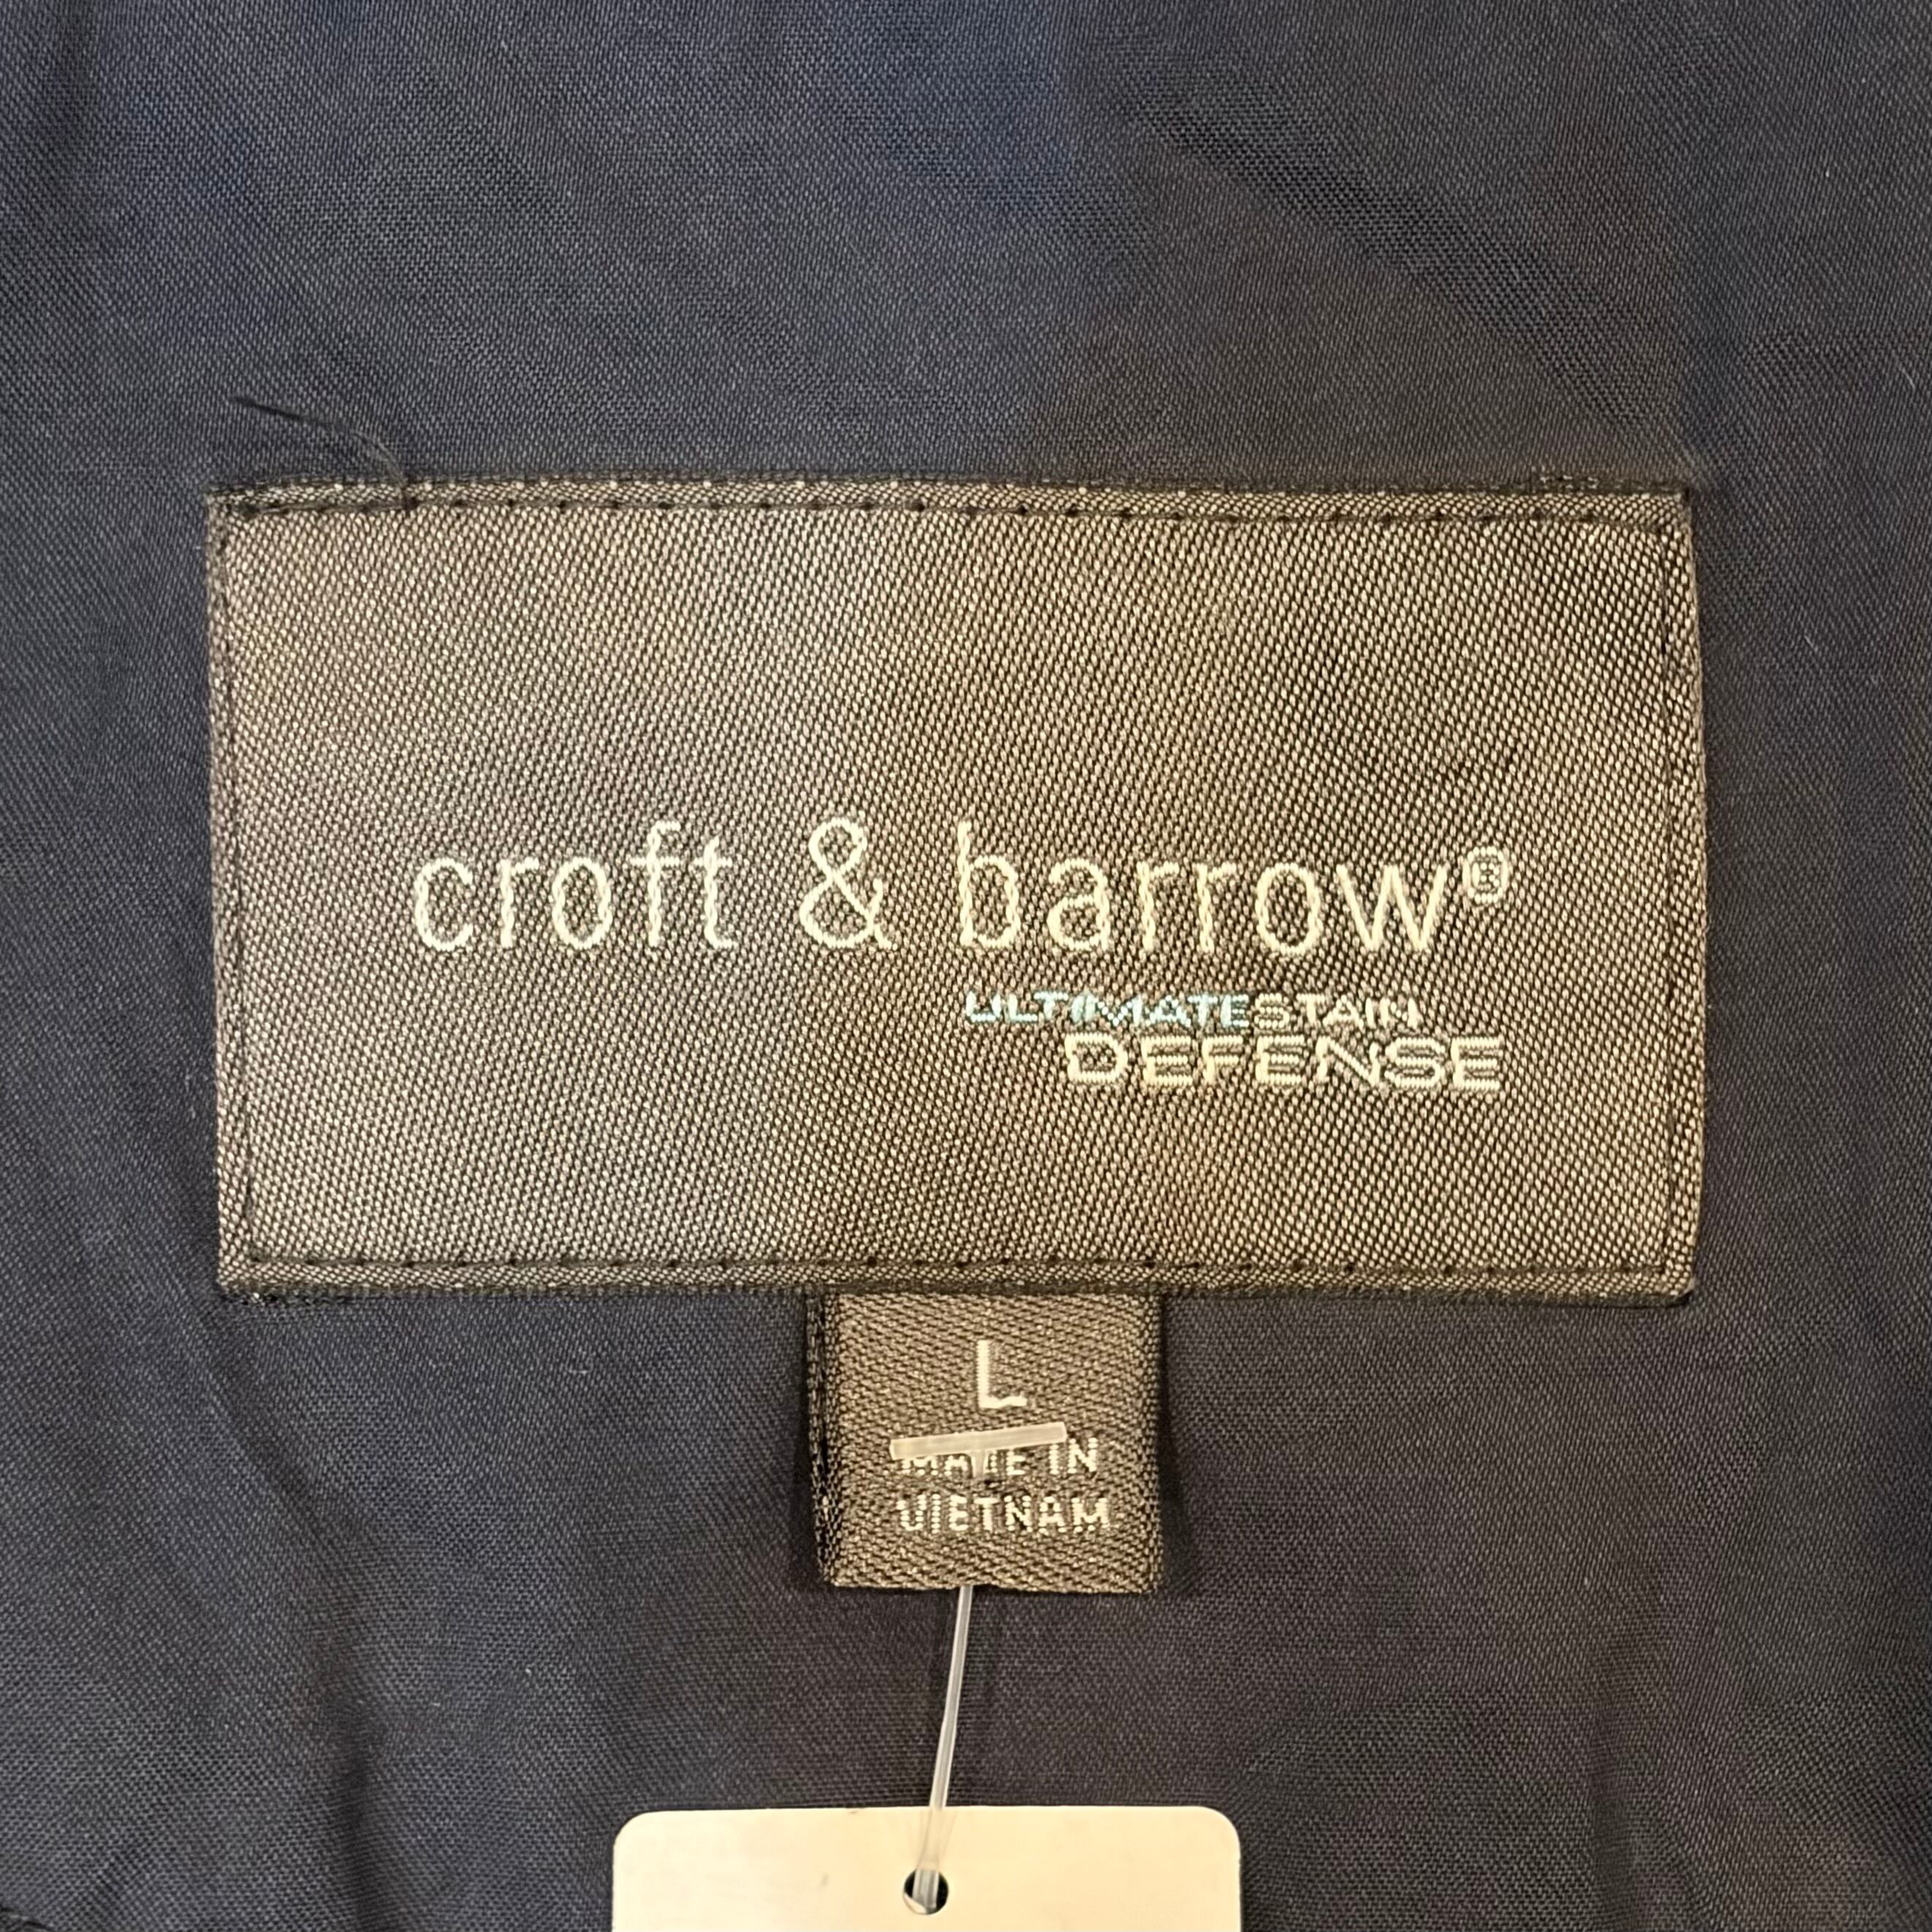 croft & barrow®
ULTIMATESTAIN
DEFENSE
L
MADE IN
VIETNAM